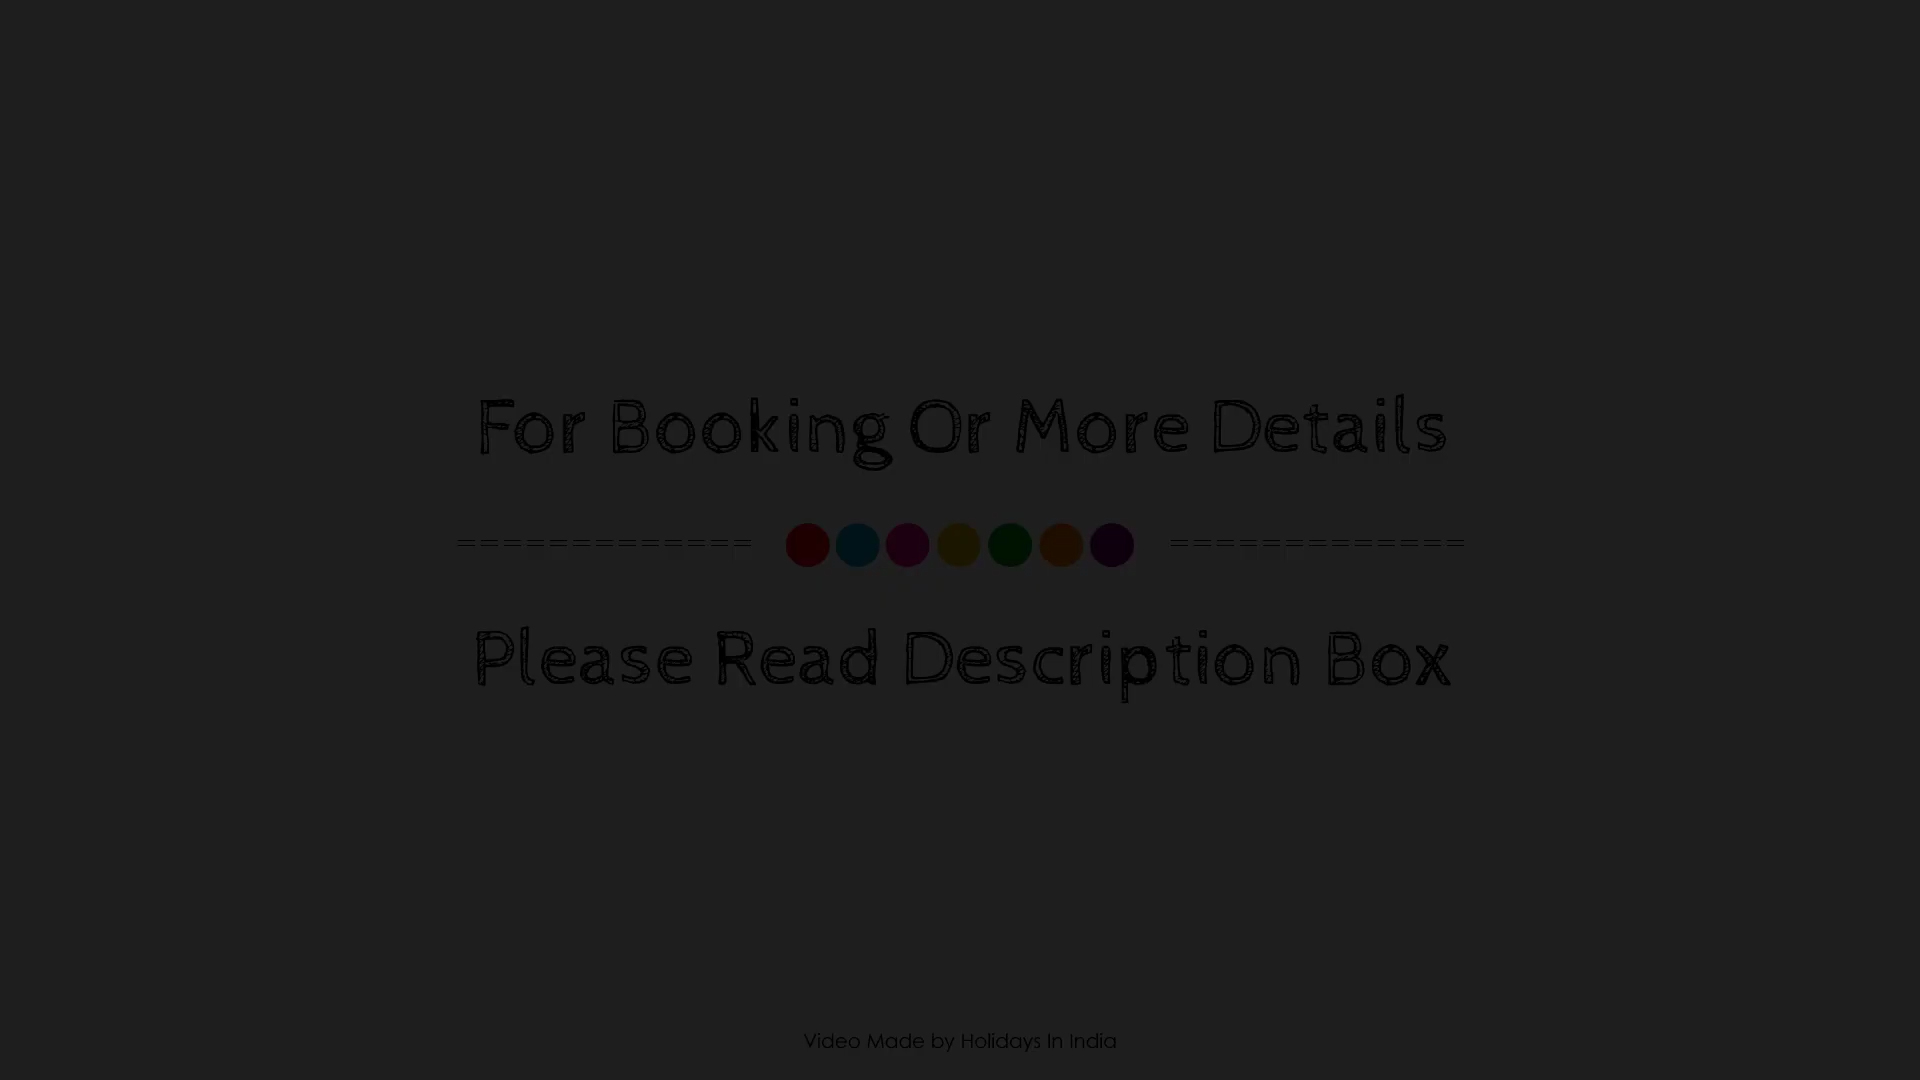 For Booking Or More Details
============= =============
Please Read Description Box
Video Made by Holidays In India